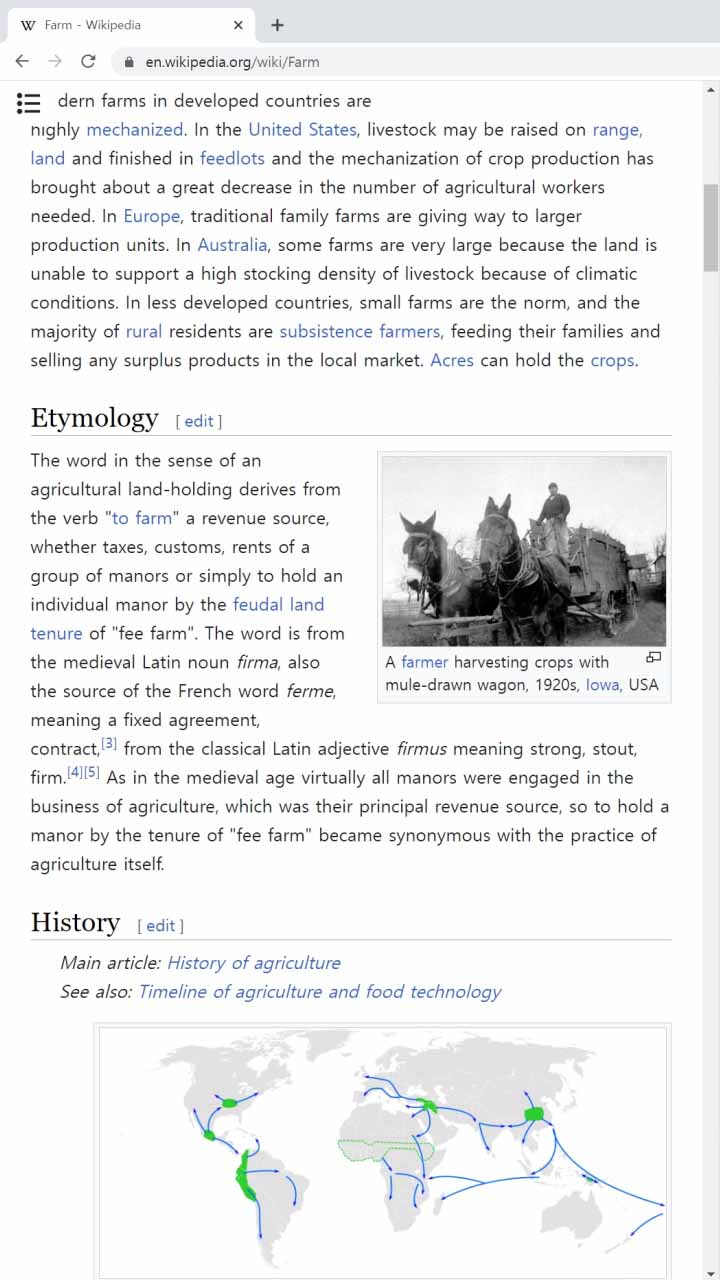 Farm - Wikipedia
en.wikipedia.org/wiki/Farm
dern farms in developed countries are
highly mechanized. In the United States, livestock may be raised on range,
land and finished in feedlots and the mechanization of crop production has
brought about a great decrease in the number of agricultural workers
needed. In Europe, traditional family farms are giving way to larger
production units. In Australia, some farms are very large because the land is
unable to support a high stocking density of livestock because of climatic
conditions. In less developed countries, small farms are the norm, and the
majority of rural residents are subsistence farmers, feeding their families and
selling any surplus products in the local market. Acres can hold the crops.
Etymology [ edit ]
The word in the sense of an
agricultural land-holding derives from
the verb "to farm" a revenue source,
whether taxes, customs, rents of a
group of manors or simply to hold an
individual manor by the feudal land
tenure of "fee farm". The word is from
the medieval Latin noun firma, also
the source of the French word ferme,
meaning a fixed agreement,
contract,[3] from the classical Latin adjective firmus meaning strong, stout,
firm.[4][5] As in the medieval age virtually all manors were engaged in the
business of agriculture, which was their principal revenue source, so to hold a
manor by the tenure of "fee farm" became synonymous with the practice of
agriculture itself.
A farmer harvesting crops with
mule-drawn wagon, 1920s, Iowa, USA
History [ edit ]
Main article: History of agriculture
See also: Timeline of agriculture and food technology